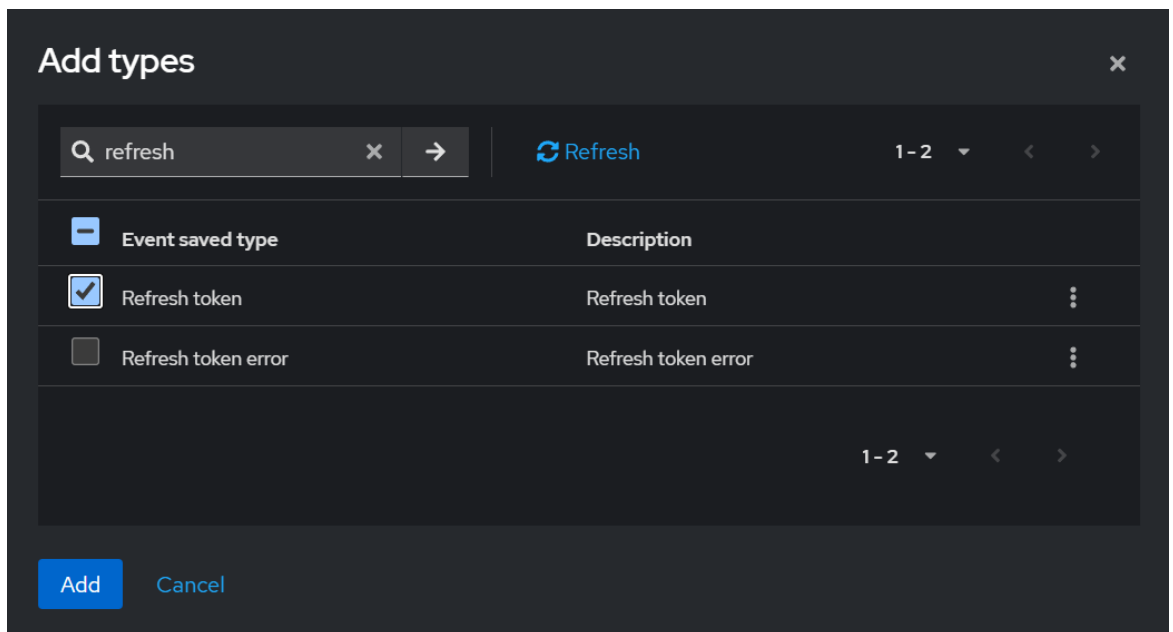 Add types
refresh
Refresh
1 - 2
Event saved type
Description
Refresh token
Refresh token
Refresh token error
Refresh token error
1 - 2
Add
Cancel